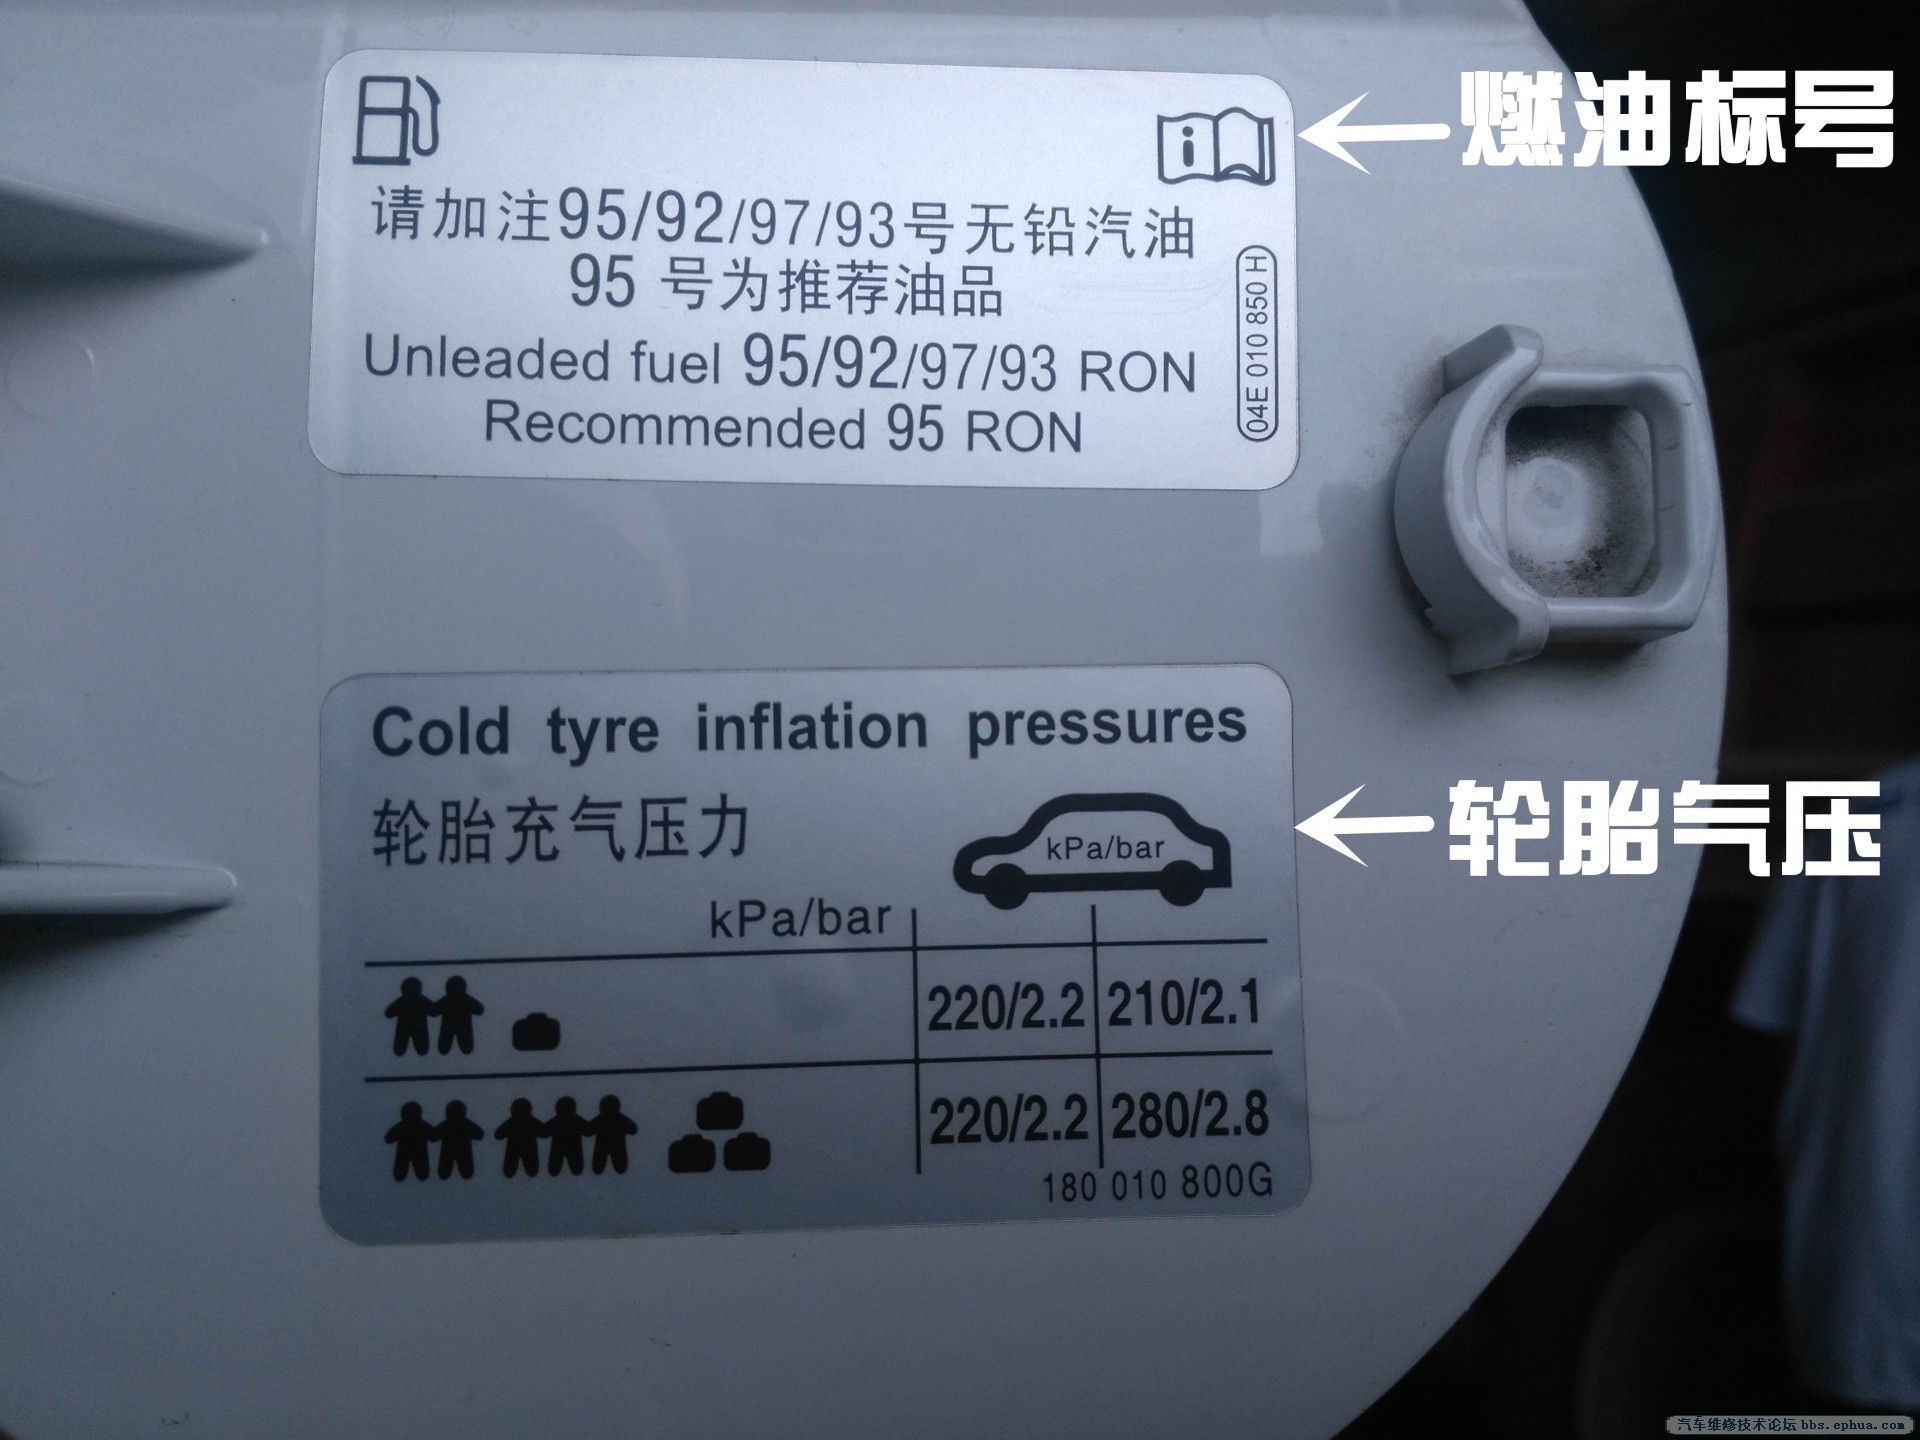 燃油标号
请加注95/92/97/93号无铅汽油
95 号为推荐油品
Unleaded fuel 95/92/97/93 RON
Recommended 95 RON
04E 010 850 H
Cold tyre inflation pressures
轮胎充气压力
轮胎气压
kPa/bar
kPa/bar
220/2.2 210/2.1
220/2.2 280/2.8
180 010 800G
汽车维修技术论坛 bbs.ephua.com